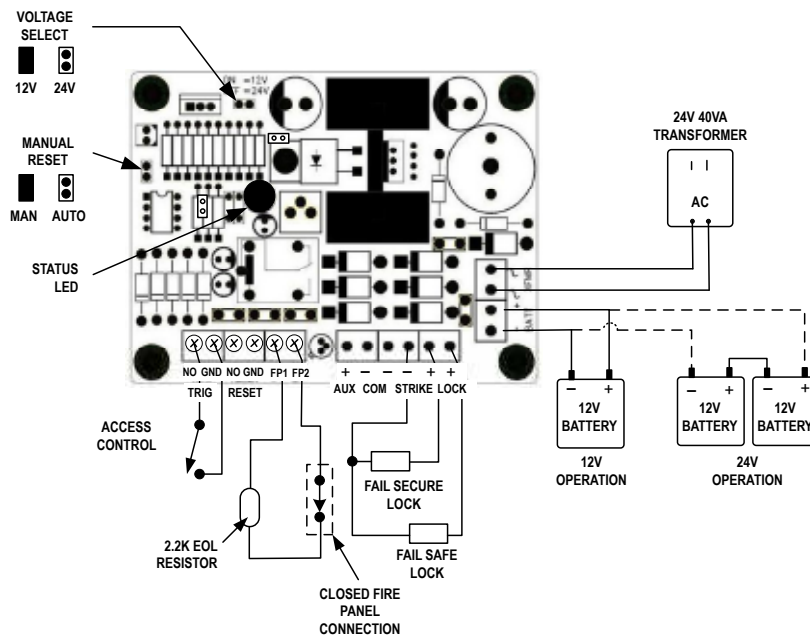 VOLTAGE
SELECT
12V 24V
ON =12V
=24V
MANUAL
RESET
MAN AUTO
STATUS
LED
24V 40VA
TRANSFORMER
AC
XFMR
+ BATT -
NO GND NO GND FP1 FP2
TRIG RESET
+ − − − + +
AUX COM STRIKE LOCK
ACCESS
CONTROL
2.2K EOL
RESISTOR
CLOSED FIRE
PANEL
CONNECTION
FAIL SECURE
LOCK
FAIL SAFE
LOCK
− +
12V
BATTERY
12V
OPERATION
− +
12V
BATTERY
− +
12V
BATTERY
24V
OPERATION